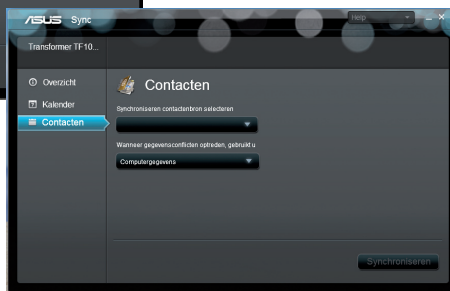 ASUS Sync
Help
Transformer TF10...
Overzicht
Kalender
Contacten
Contacten
Synchroniseren contactenbron selecteren
Wanneer gegevensconflicten optreden, gebruikt u
Computergegevens
Synchroniseren